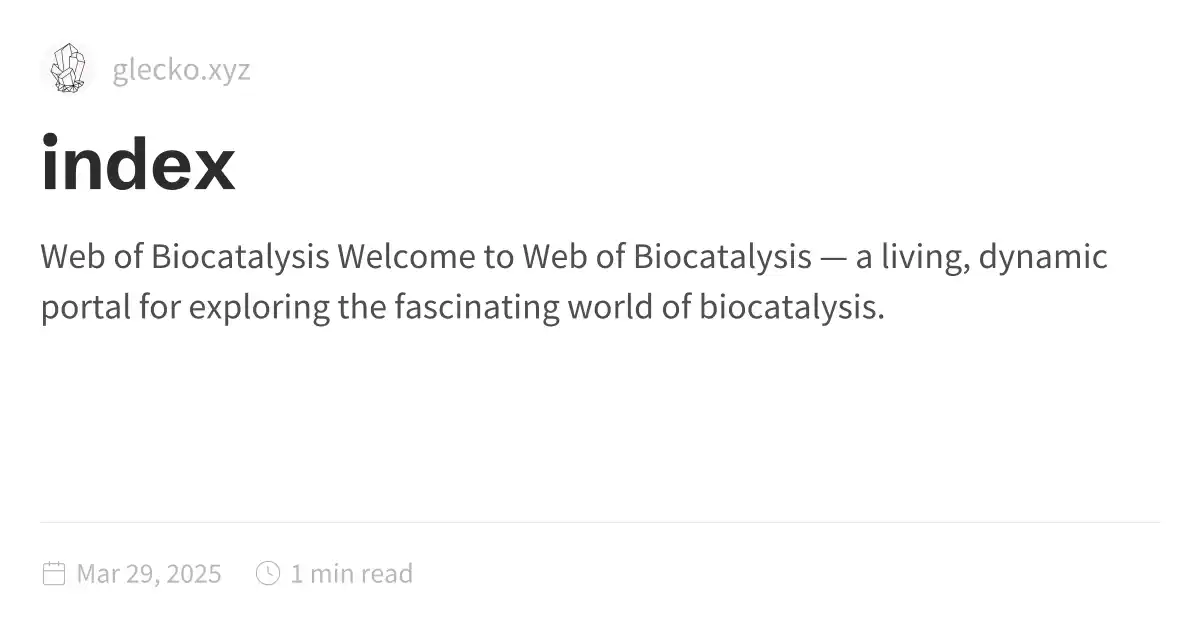 glecko.xyz
index
Web of Biocatalysis Welcome to Web of Biocatalysis — a living, dynamic
portal for exploring the fascinating world of biocatalysis.
Mar 29, 2025 1 min read